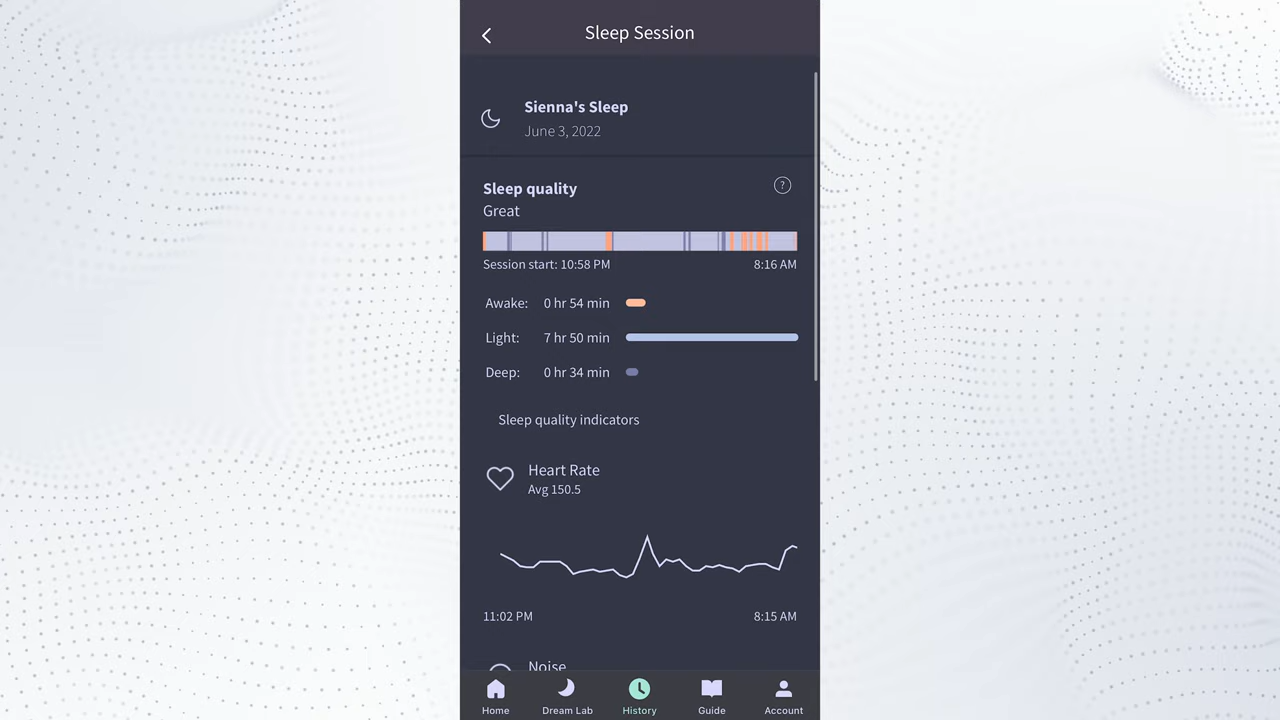 Sleep Session
Sienna's Sleep
June 3, 2022
Sleep quality
?
Great
Session start: 10:58 PM
8:16 AM
Awake: 0 hr 54 min
Light: 7 hr 50 min
Deep: 0 hr 34 min
Sleep quality indicators
Heart Rate
Avg 150.5
11:02 PM
8:15 AM
Noise
Home
Dream Lab
History
Guide
Account